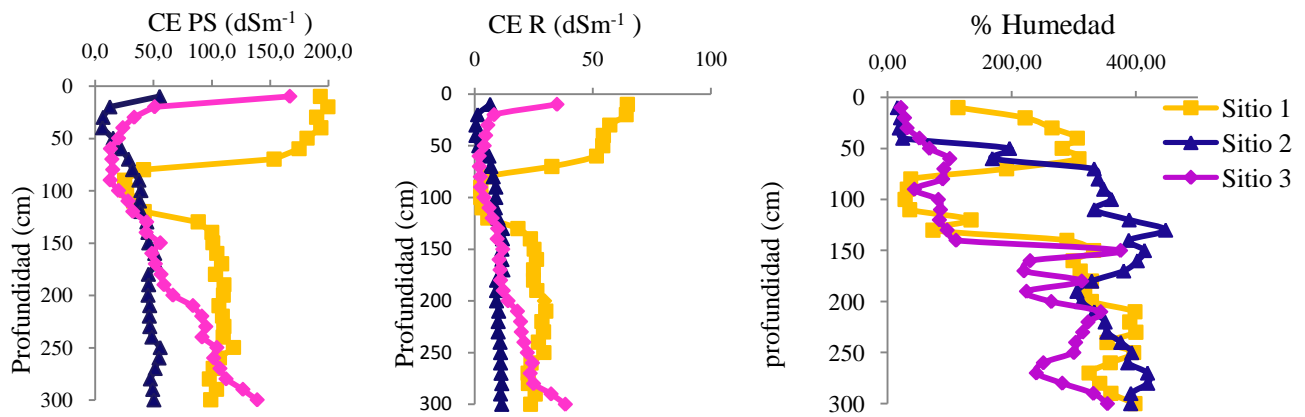 CE PS (dSm-1)
0,0 50,0 100,0 150,0 200,0
0
50
100
150
200
250
300
Profundidad (cm)
CE R (dSm-1)
0 50 100
0
50
100
150
200
250
300
Profundidad (cm)
% Humedad
0,00 200,00 400,00
0
50
100
150
200
250
300
profundidad (cm)
Sitio 1
Sitio 2
Sitio 3